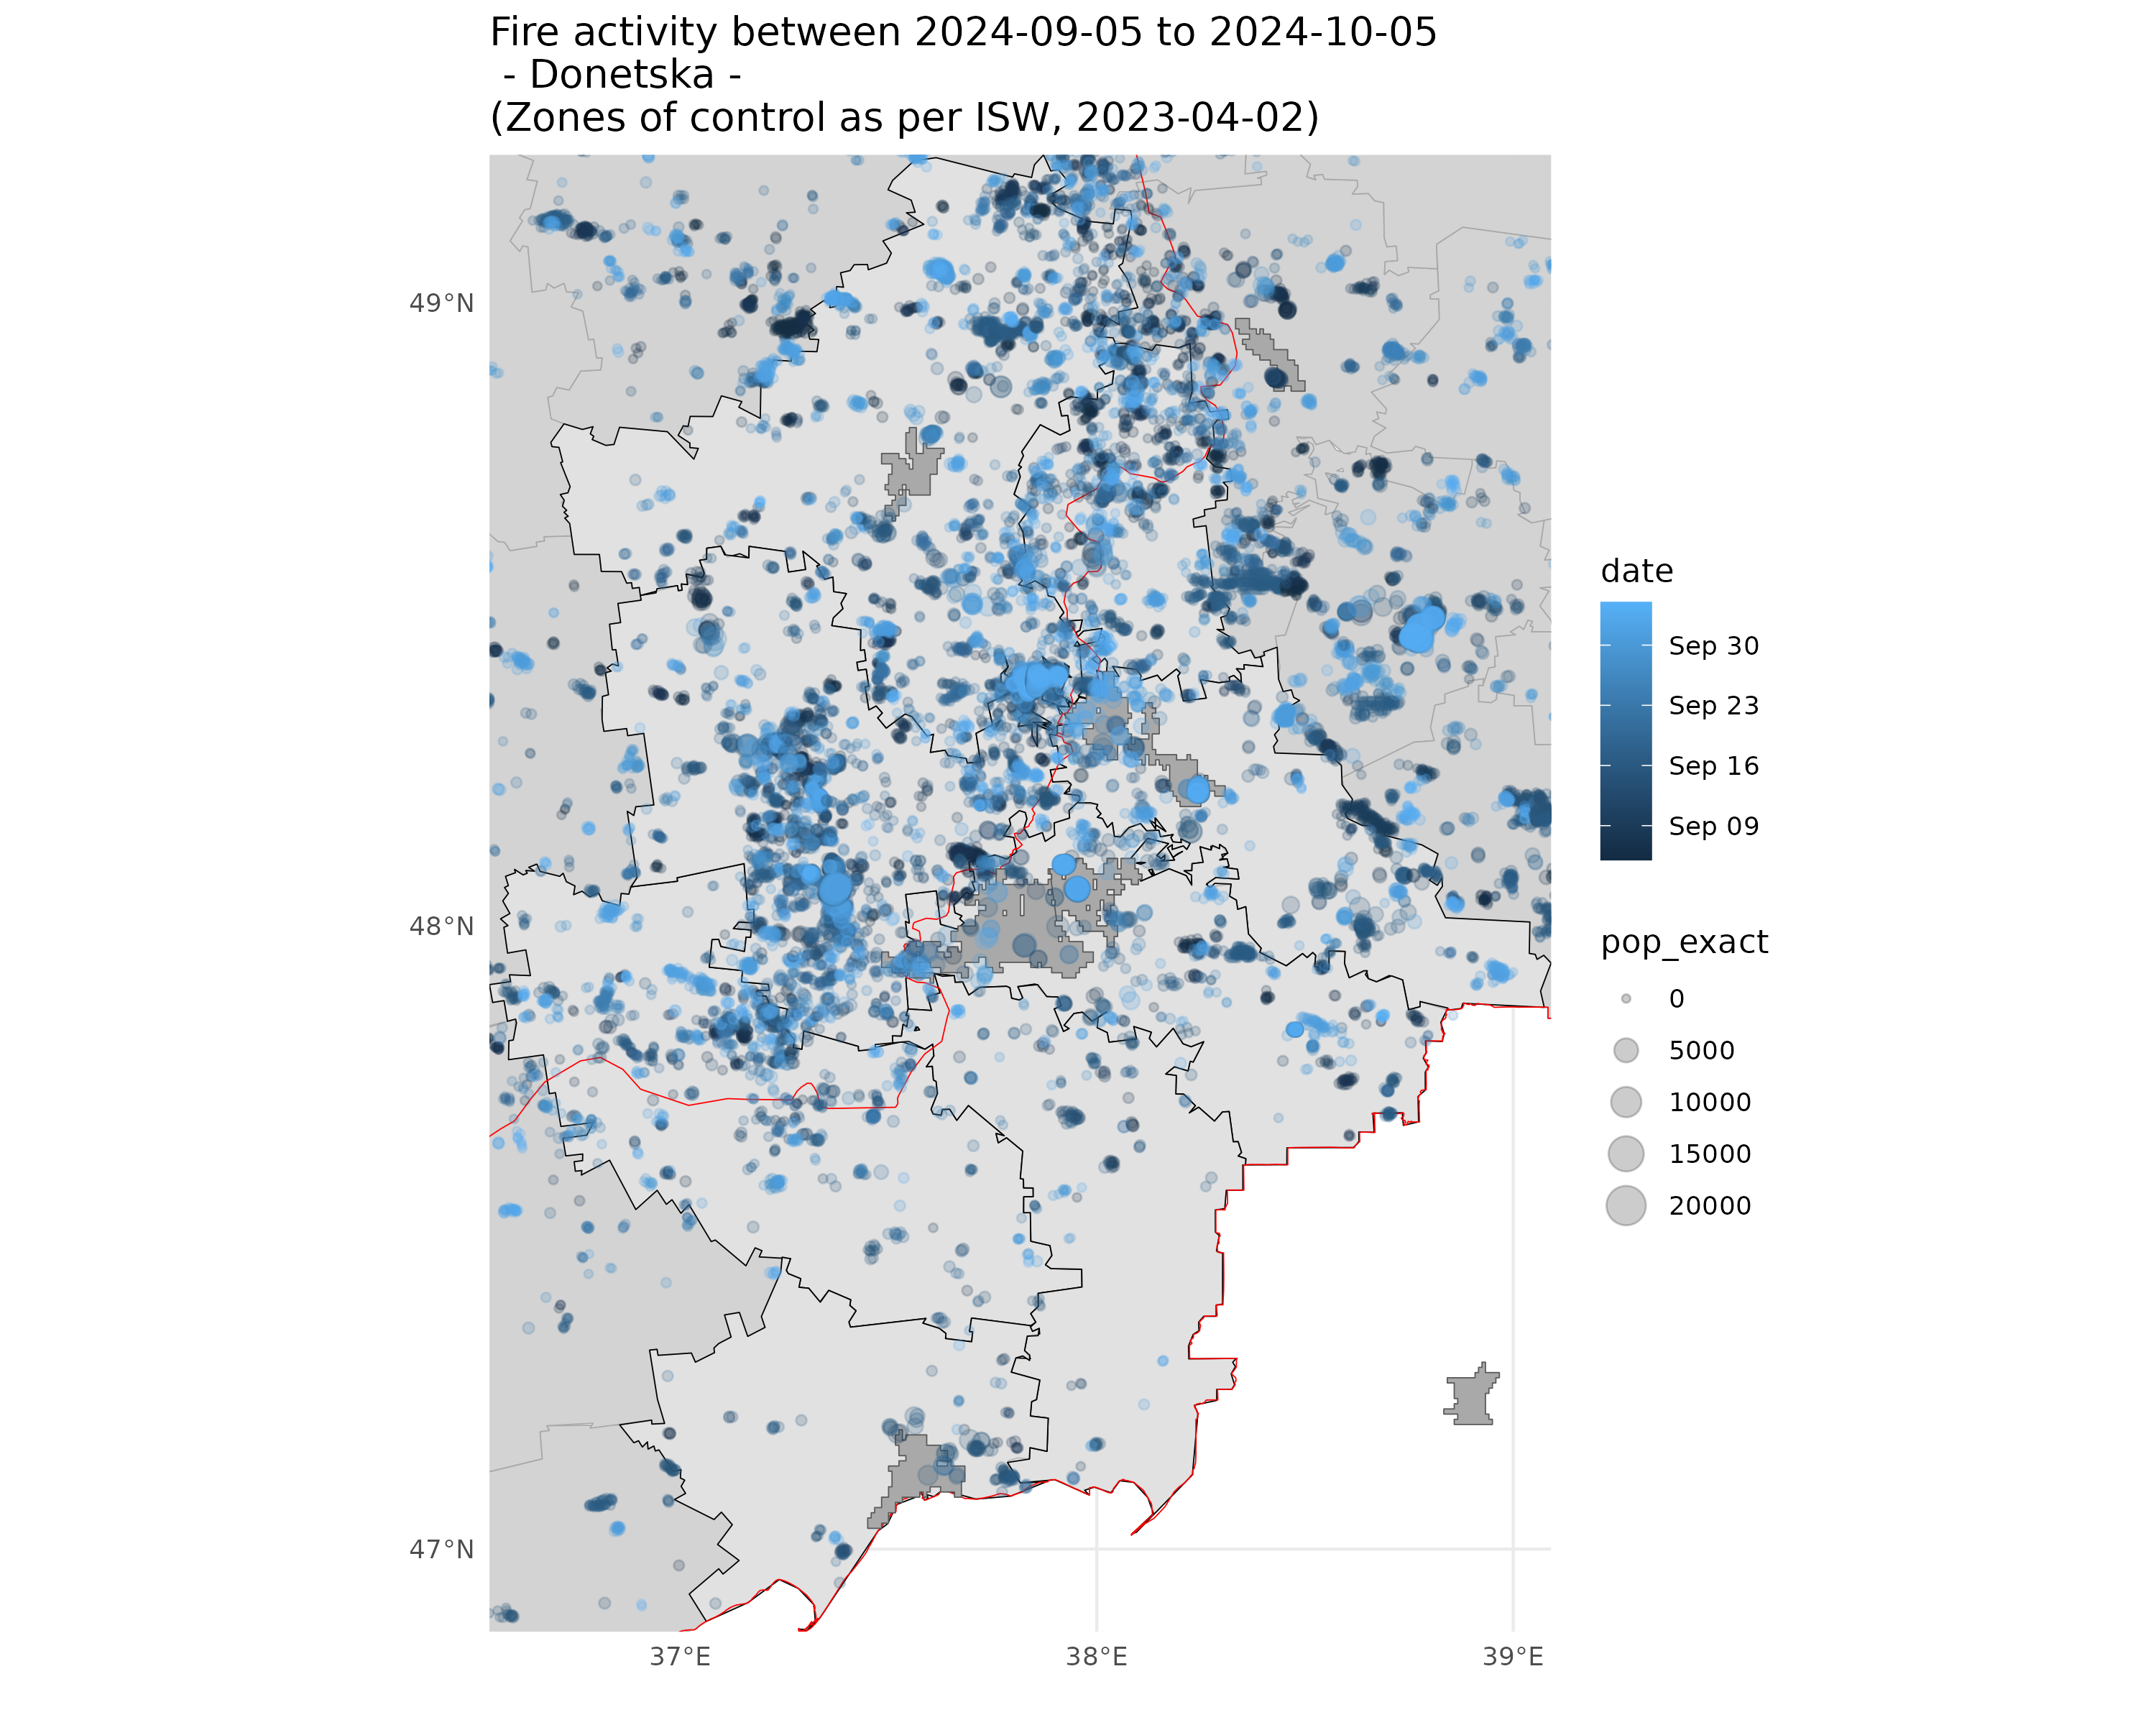 Fire activity between 2024-09-05 to 2024-10-05
- Donetska -
(Zones of control as per ISW, 2023-04-02)
49°N
48°N
47°N
37°E
38°E
39°E
date
Sep 30
Sep 23
Sep 16
Sep 09
pop_exact
0
5000
10000
15000
20000